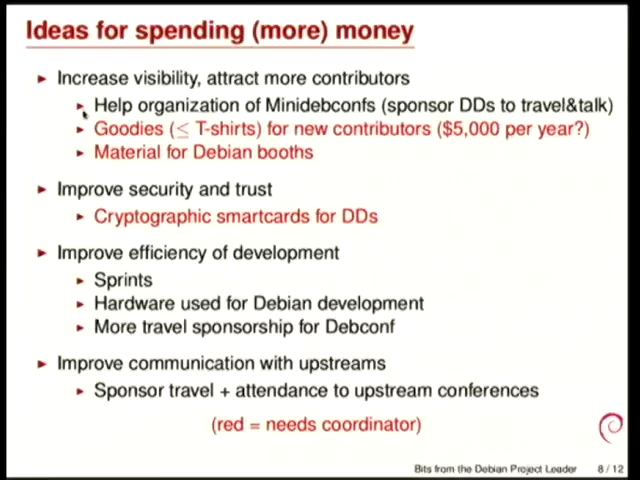 Ideas for spending (more) money
Increase visibility, attract more contributors
Help organization of Minidebconfs (sponsor DDs to travel&talk)
Goodies (≤ T-shirts) for new contributors ($5,000 per year?)
Material for Debian booths
Improve security and trust
Cryptographic smartcards for DDs
Improve efficiency of development
Sprints
Hardware used for Debian development
More travel sponsorship for Debconf
Improve communication with upstreams
Sponsor travel + attendance to upstream conferences
(red = needs coordinator)
Bits from the Debian Project Leader 8 / 12